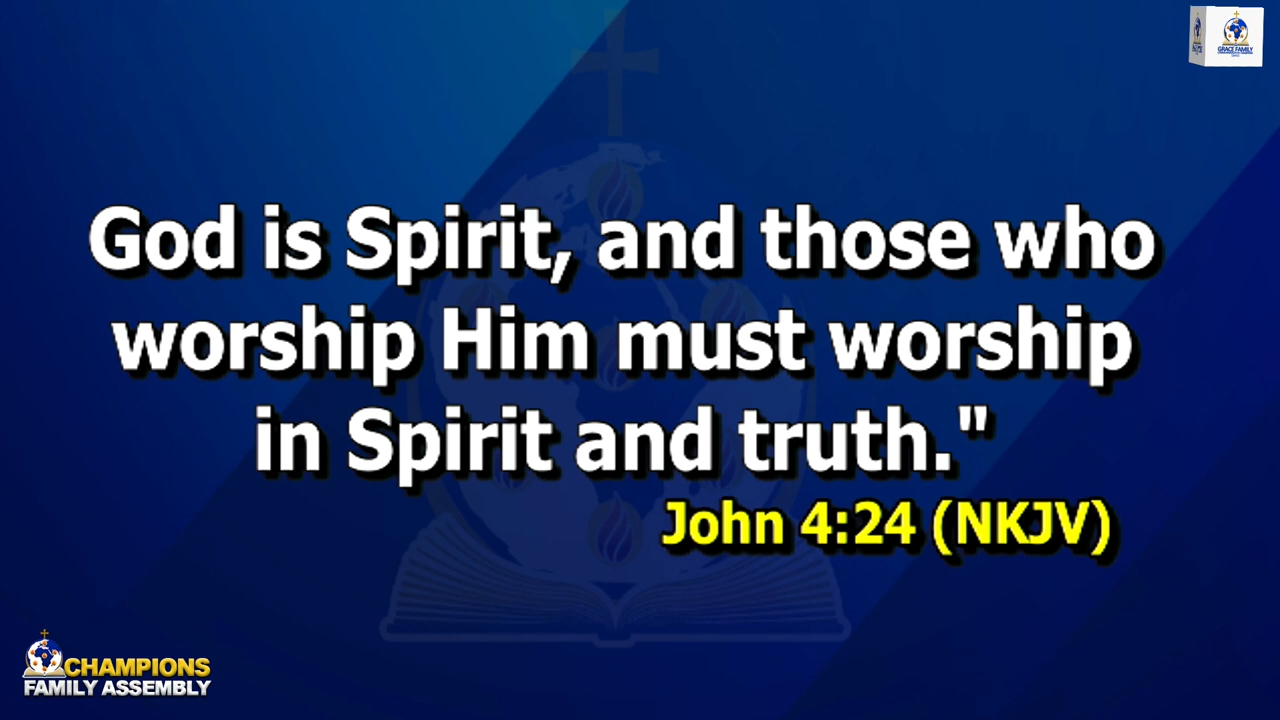 GRACE FAMILY
God is Spirit, and those who
worship Him must worship
in Spirit and truth."
John 4:24 (NKJV)
CHAMPIONS
FAMILY ASSEMBLY